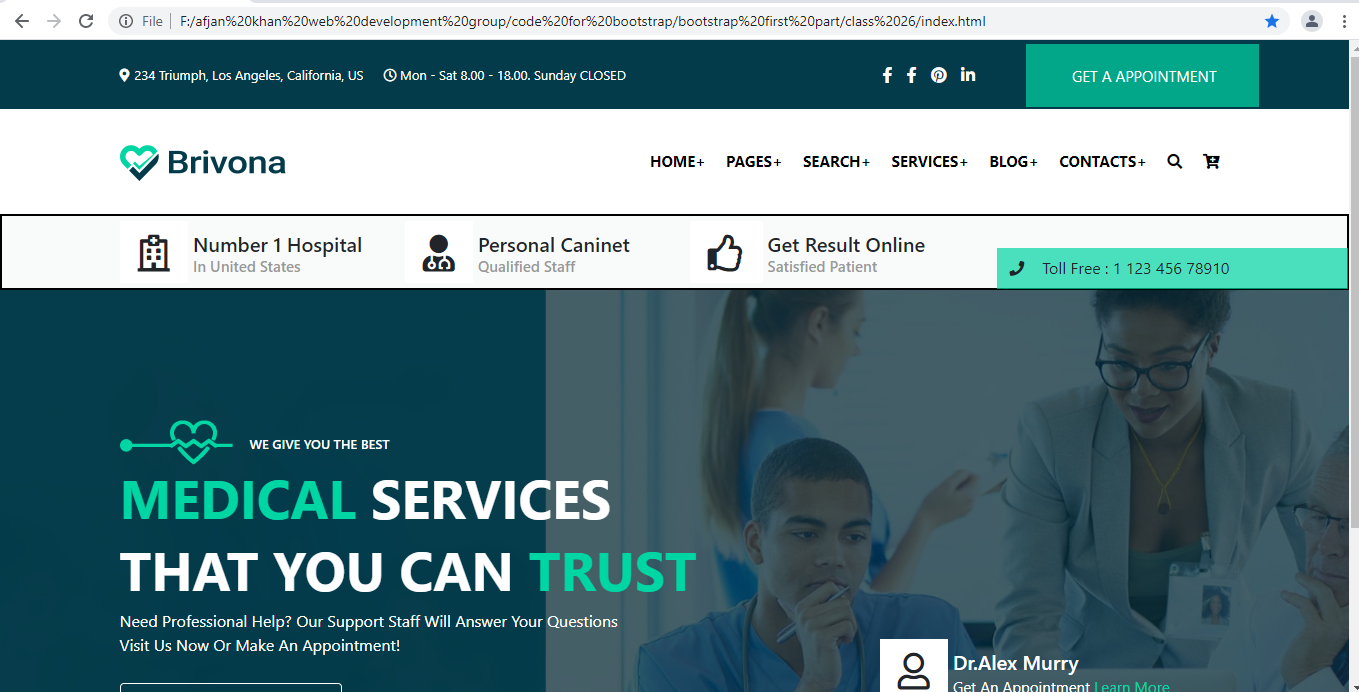 File F:/afjan%20khan%20web%20development%20group/code%20for%20bootstrap/bootstrap%20first%20part/class%2026/index.html
234 Triumph, Los Angeles, California, US Mon - Sat 8.00 - 18.00. Sunday CLOSED GET A APPOINTMENT
Brivona HOME+ PAGES+ SEARCH+ SERVICES+ BLOG+ CONTACTS+
Number 1 Hospital
In United States
Personal Caninet
Qualified Staff
Get Result Online
Satisfied Patient
Toll Free : 1 123 456 78910
WE GIVE YOU THE BEST
MEDICAL SERVICES
THAT YOU CAN TRUST
Need Professional Help? Our Support Staff Will Answer Your Questions
Visit Us Now Or Make An Appointment!
Dr.Alex Murry
Get An Appointment Learn More